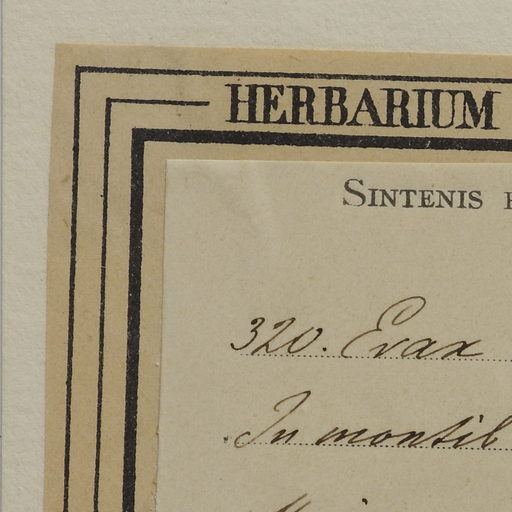 HERBARIUM
SINTENIS
320. Evax
In montib